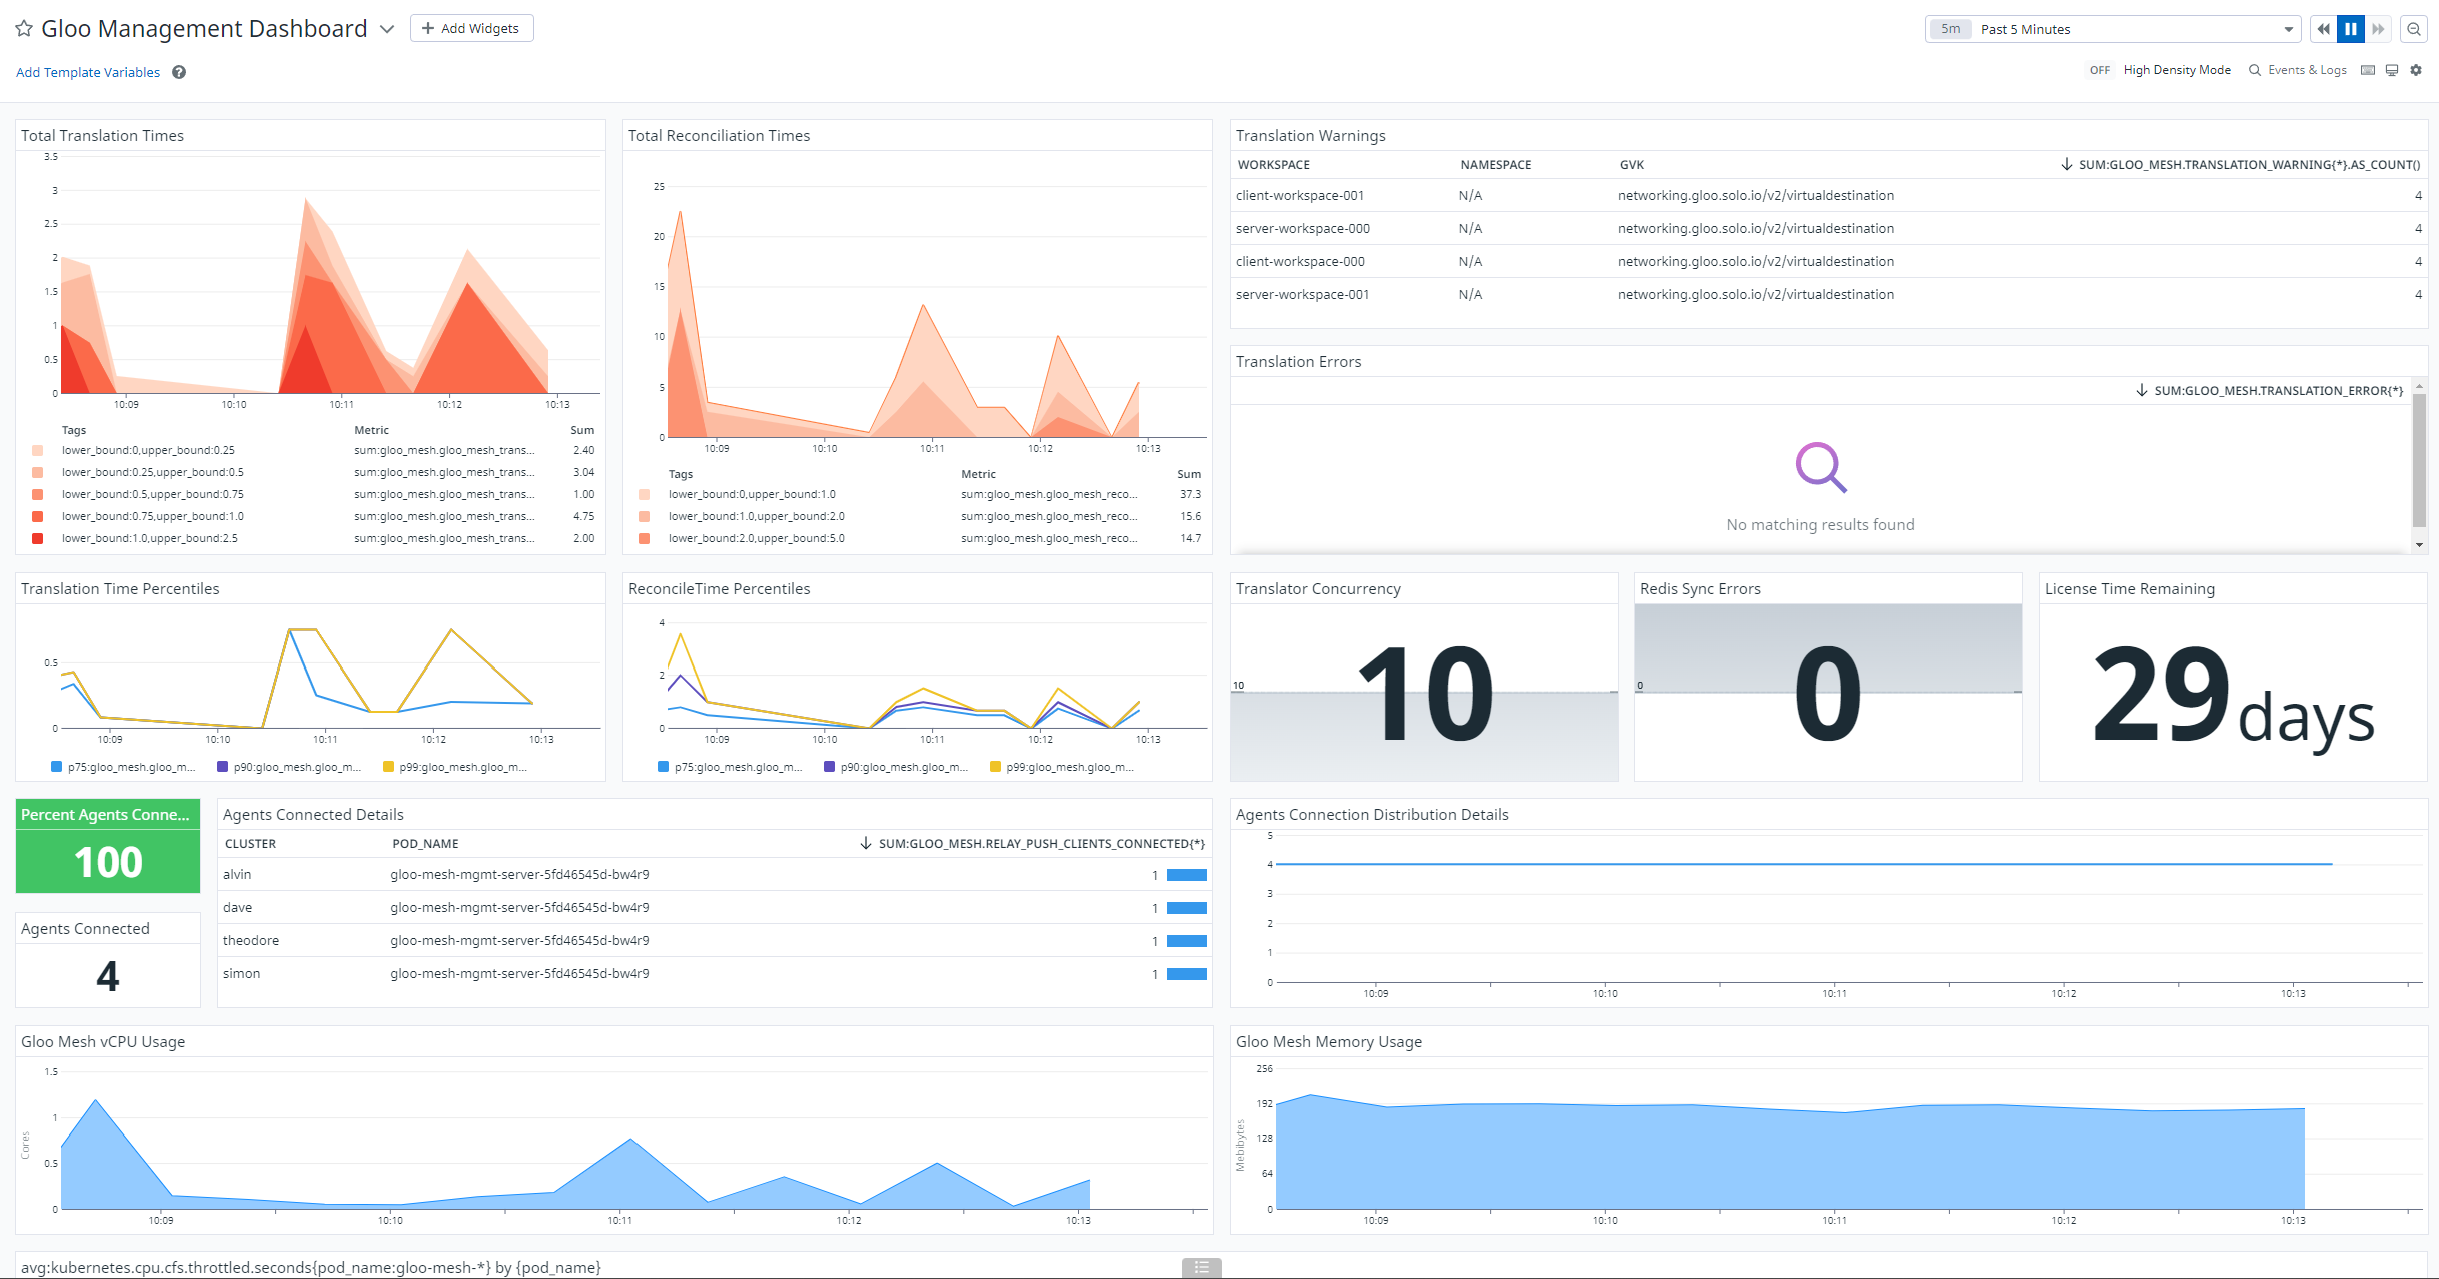 Gloo Management Dashboard
+ Add Widgets
5m Past 5 Minutes
Add Template Variables ?
OFF High Density Mode Events & Logs
Total Translation Times
3.5
3
2.5
2
1.5
1
0.5
0
10:09 10:10 10:11 10:12 10:13
Tags Metric Sum
lower_bound:0,upper_bound:0.25 sum:gloo_mesh.gloo_mesh_trans... 2.40
lower_bound:0.25,upper_bound:0.5 sum:gloo_mesh.gloo_mesh_trans... 3.04
lower_bound:0.5,upper_bound:0.75 sum:gloo_mesh.gloo_mesh_trans... 1.00
lower_bound:0.75,upper_bound:1.0 sum:gloo_mesh.gloo_mesh_trans... 4.75
lower_bound:1.0,upper_bound:2.5 sum:gloo_mesh.gloo_mesh_trans... 2.00
Total Reconciliation Times
25
20
15
10
5
0
10:09 10:10 10:11 10:12 10:13
Tags Metric Sum
lower_bound:0,upper_bound:1.0 sum:gloo_mesh.gloo_mesh_reco... 37.3
lower_bound:1.0,upper_bound:2.0 sum:gloo_mesh.gloo_mesh_reco... 15.6
lower_bound:2.0,upper_bound:5.0 sum:gloo_mesh.gloo_mesh_reco... 14.7
Translation Warnings
WORKSPACE NAMESPACE GVK SUM:GLOO_MESH.TRANSLATION_WARNING{*}.AS_COUNT()
client-workspace-001 N/A networking.gloo.solo.io/v2/virtualdestination 4
server-workspace-000 N/A networking.gloo.solo.io/v2/virtualdestination 4
client-workspace-000 N/A networking.gloo.solo.io/v2/virtualdestination 4
server-workspace-001 N/A networking.gloo.solo.io/v2/virtualdestination 4
Translation Errors
SUM:GLOO_MESH.TRANSLATION_ERROR{*}
No matching results found
Translation Time Percentiles
0.5
0
10:09 10:10 10:11 10:12 10:13
p75:gloo_mesh.gloo_m... p90:gloo_mesh.gloo_m... p99:gloo_mesh.gloo_m...
ReconcileTime Percentiles
4
2
0
10:09 10:10 10:11 10:12 10:13
p75:gloo_mesh.gloo_m... p90:gloo_mesh.gloo_m... p99:gloo_mesh.gloo_m...
Translator Concurrency
10
10
Redis Sync Errors
0
0
License Time Remaining
29 days
Percent Agents Conne...
100
Agents Connected
4
Agents Connected Details
CLUSTER POD_NAME SUM:GLOO_MESH.RELAY_PUSH_CLIENTS_CONNECTED{*}
alvin gloo-mesh-mgmt-server-5fd46545d-bw4r9 1
dave gloo-mesh-mgmt-server-5fd46545d-bw4r9 1
theodore gloo-mesh-mgmt-server-5fd46545d-bw4r9 1
simon gloo-mesh-mgmt-server-5fd46545d-bw4r9 1
Agents Connection Distribution Details
5
4
3
2
1
0
10:09 10:10 10:11 10:12 10:13
Gloo Mesh vCPU Usage
Cores
1.5
1
0.5
0
10:09 10:10 10:11 10:12 10:13
Gloo Mesh Memory Usage
Mebibytes
256
192
128
64
0
10:09 10:10 10:11 10:12 10:13
avg:kubernetes.cpu.cfs.throttled.seconds{pod_name:gloo-mesh-*} by {pod_name}